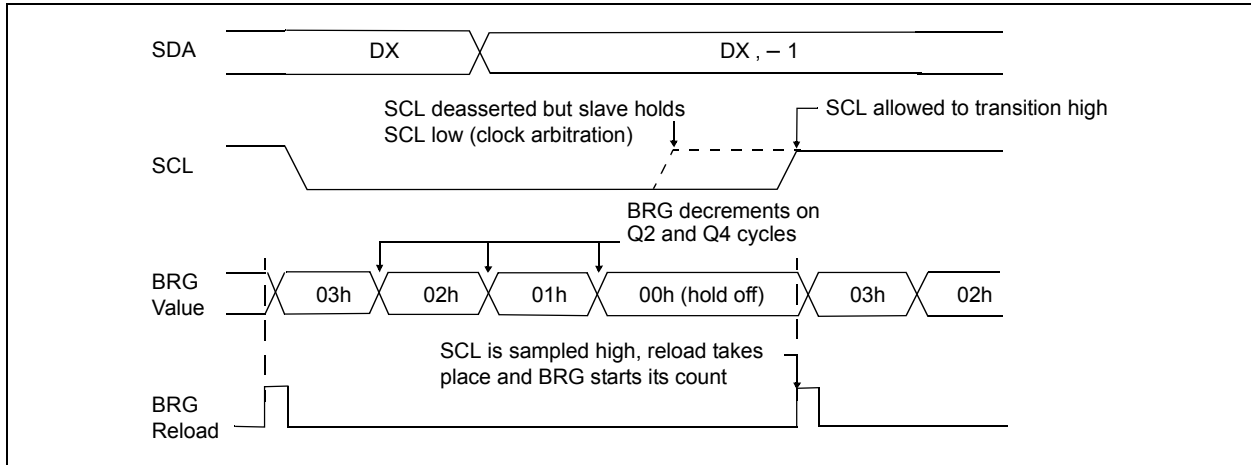 SDA
DX
DX , – 1
SCL deasserted but slave holds
SCL low (clock arbitration)
SCL allowed to transition high
SCL
BRG decrements on
Q2 and Q4 cycles
BRG
Value
03h
02h
01h
00h (hold off)
03h
02h
SCL is sampled high, reload takes
place and BRG starts its count
BRG
Reload